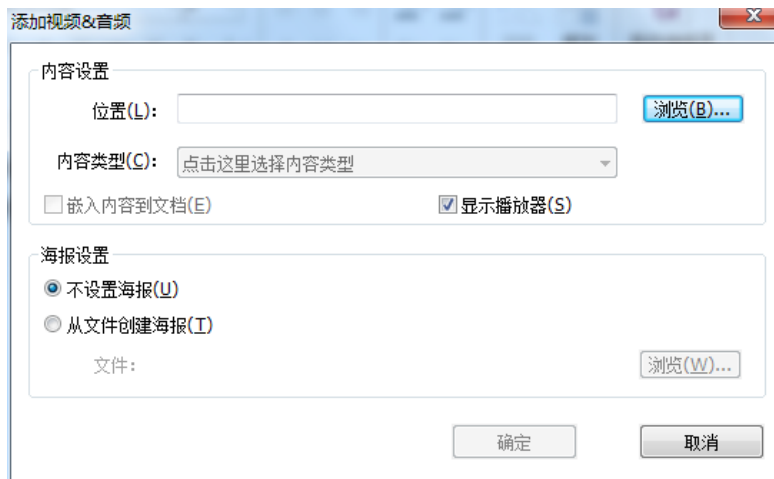 添加视频&音频
内容设置
位置(L):
浏览(B)...
内容类型(C):
点击这里选择内容类型
嵌入内容到文档(E)
显示播放器(S)
海报设置
不设置海报(U)
从文件创建海报(T)
文件:
浏览(W)...
确定
取消